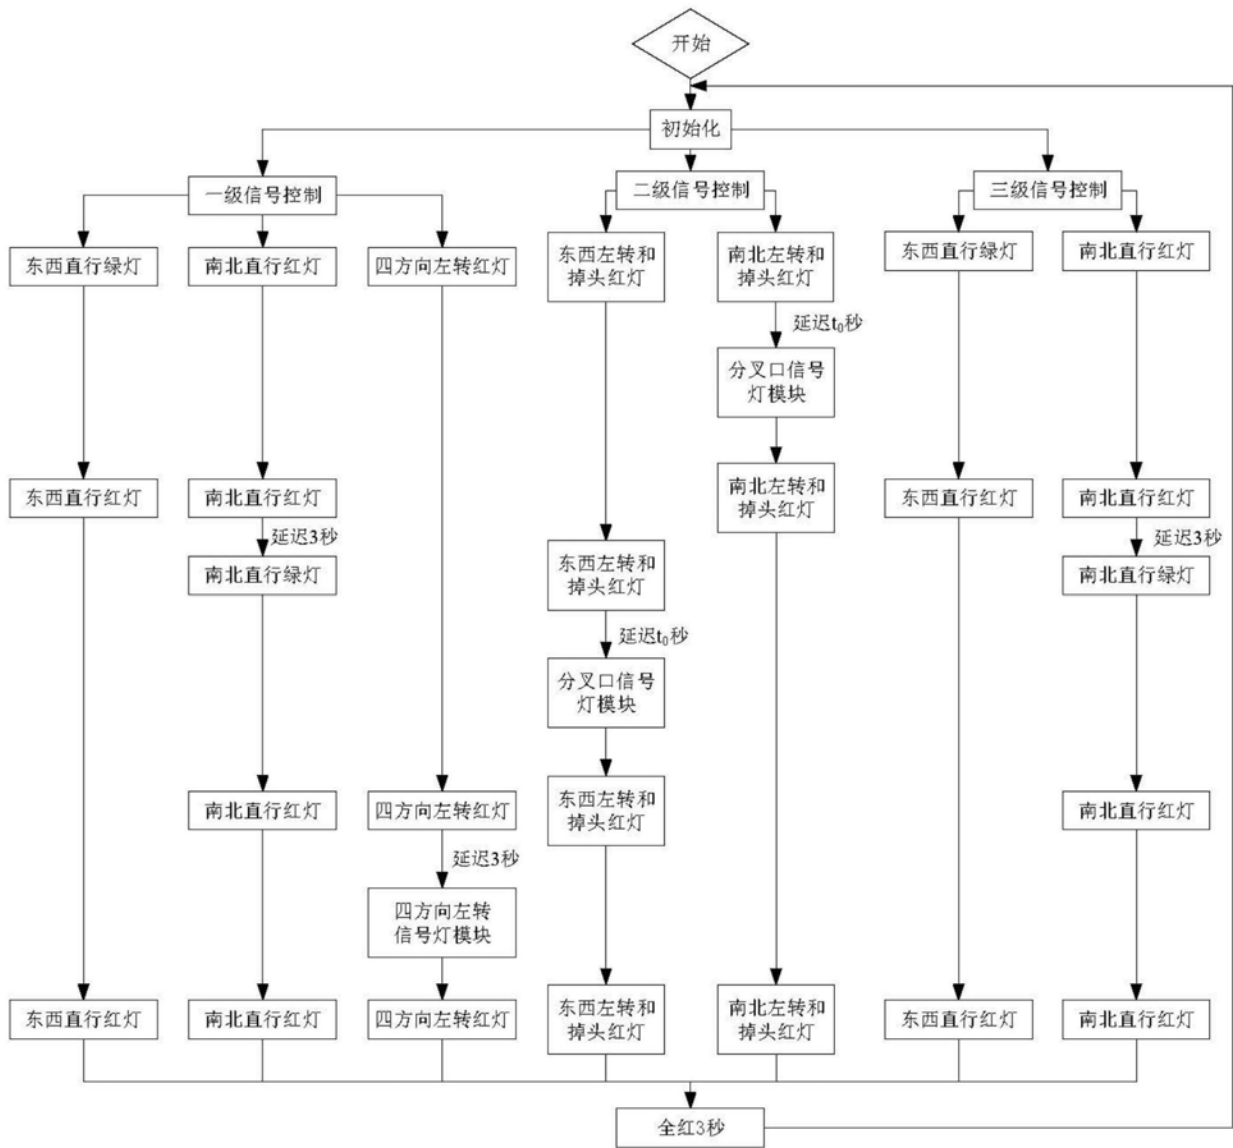 开始
初始化
一级信号控制
二级信号控制
三级信号控制
东西直行绿灯
南北直行红灯
四方向左转红灯
东西左转和
掉头红灯
南北左转和
掉头红灯
东西直行绿灯
南北直行红灯
延迟t₀秒
分叉口信号
灯模块
东西直行红灯
南北直行红灯
南北左转和
掉头红灯
东西直行红灯
南北直行红灯
延迟3秒
延迟3秒
南北直行绿灯
东西左转和
掉头红灯
南北直行绿灯
延迟t₀秒
分叉口信号
灯模块
南北直行红灯
四方向左转红灯
东西左转和
掉头红灯
南北直行红灯
延迟3秒
四方向左转
信号灯模块
东西直行红灯
南北直行红灯
四方向左转红灯
东西左转和
掉头红灯
南北左转和
掉头红灯
东西直行红灯
南北直行红灯
全红3秒